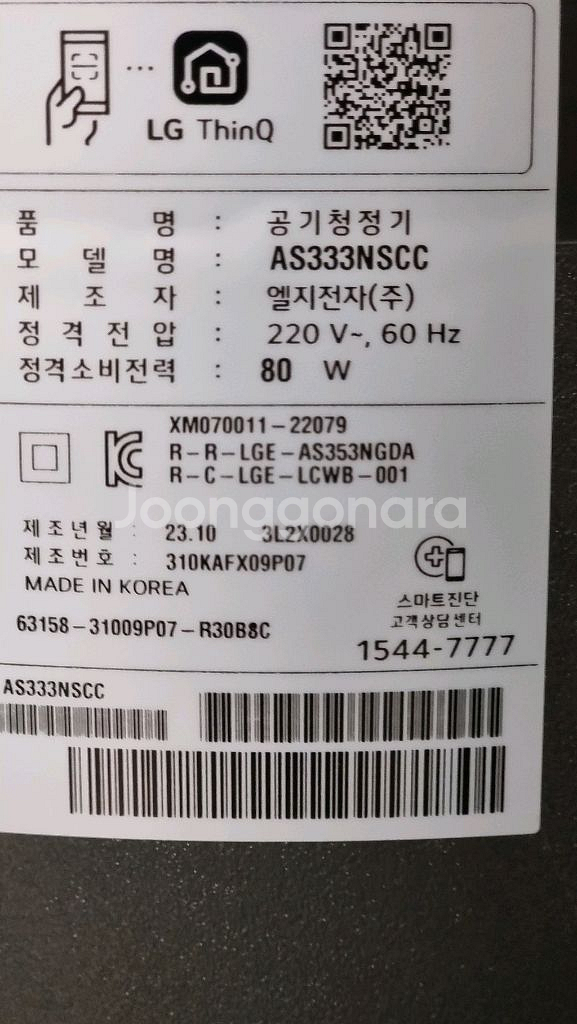 LG ThinQ
품 명 : 공기청정기
모 델 명 : AS333NSCC
제 조 자 : 엘지전자(주)
정 격 전 압 : 220 V~, 60 Hz
정격소비전력 : 80 W
XM070011-22079
R-R-LGE-AS353NGDA
R-C-LGE-LCWB-001
Joongaonara
제조년월 : 23.10 3L2X0028
제조번호 : 310KAFX09P07
MADE IN KOREA
스마트진단
고객상담센터
63158-31009P07-R30B8C
1544-7777
AS333NSCC